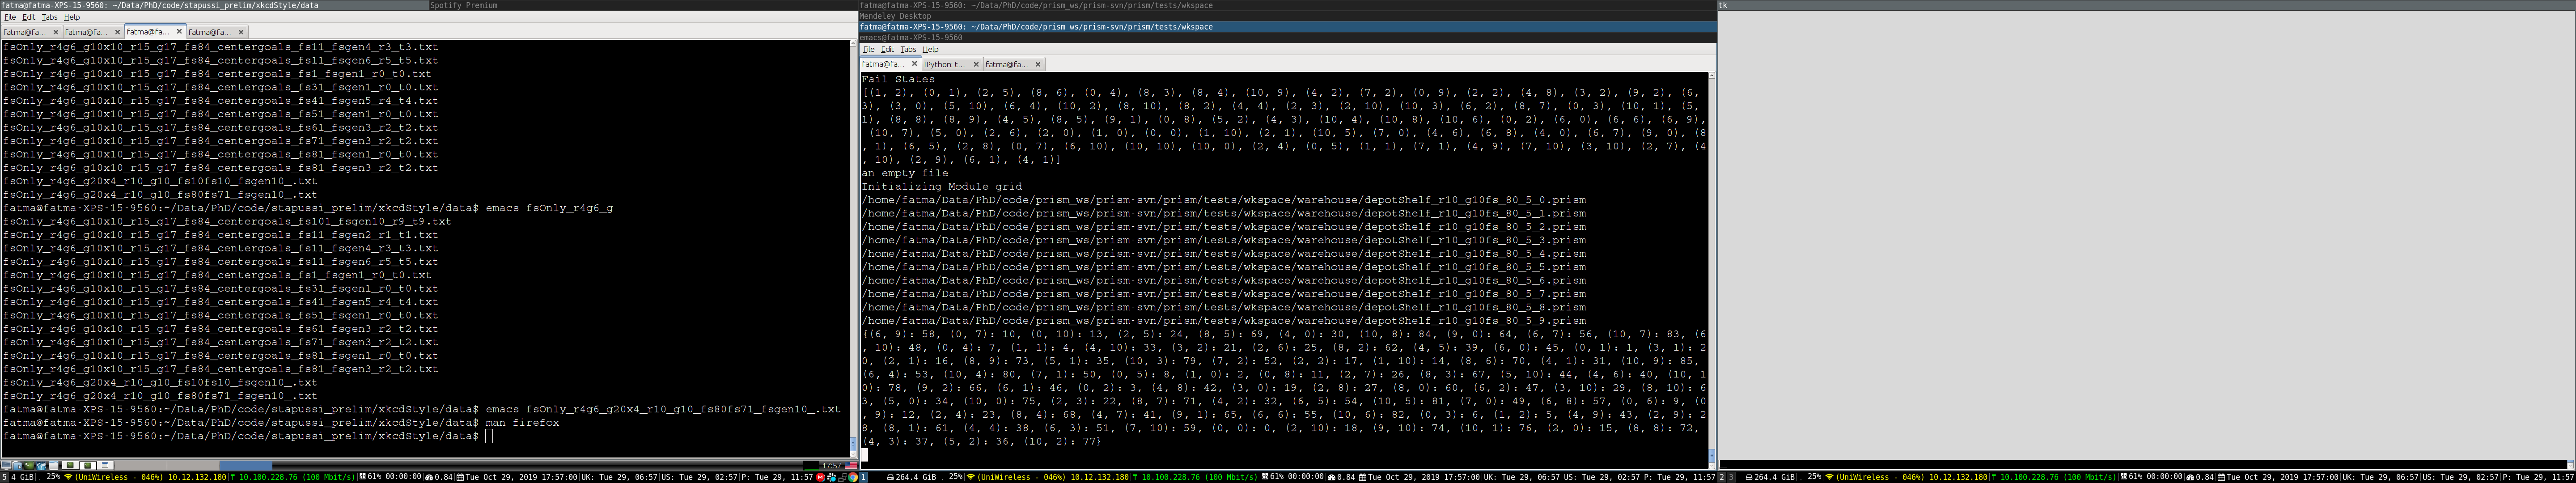 fatma@fatma-XPS-15-9560: ~/Data/PhD/code/stapussi_prelim/xkcdStyle/data
Spotify Premium
File Edit Tabs Help
fatma@fa... × fatma@fa... × fatma@fa... × fatma@fa... ×
fsOnly_r4g6_g10x10_r15_g17_fs84_centergoals_fs11_fsgen4_r3_t3.txt
fsOnly_r4g6_g10x10_r15_g17_fs84_centergoals_fs11_fsgen6_r5_t5.txt
fsOnly_r4g6_g10x10_r15_g17_fs84_centergoals_fs1_fsgen1_r0_t0.txt
fsOnly_r4g6_g10x10_r15_g17_fs84_centergoals_fs31_fsgen1_r0_t0.txt
fsOnly_r4g6_g10x10_r15_g17_fs84_centergoals_fs41_fsgen5_r4_t4.txt
fsOnly_r4g6_g10x10_r15_g17_fs84_centergoals_fs51_fsgen1_r0_t0.txt
fsOnly_r4g6_g10x10_r15_g17_fs84_centergoals_fs61_fsgen3_r2_t2.txt
fsOnly_r4g6_g10x10_r15_g17_fs84_centergoals_fs71_fsgen3_r2_t2.txt
fsOnly_r4g6_g10x10_r15_g17_fs84_centergoals_fs81_fsgen1_r0_t0.txt
fsOnly_r4g6_g10x10_r15_g17_fs84_centergoals_fs81_fsgen3_r2_t2.txt
fsOnly_r4g6_g20x4_r10_g10_fs10fs10_fsgen10_.txt
fsOnly_r4g6_g20x4_r10_g10_fs80fs71_fsgen10_.txt
fatma@fatma-XPS-15-9560:~/Data/PhD/code/stapussi_prelim/xkcdStyle/data$ emacs fsOnly_r4g6_g
fsOnly_r4g6_g10x10_r15_g17_fs84_centergoals_fs101_fsgen10_r9_t9.txt
fsOnly_r4g6_g10x10_r15_g17_fs84_centergoals_fs11_fsgen2_r1_t1.txt
fsOnly_r4g6_g10x10_r15_g17_fs84_centergoals_fs11_fsgen4_r3_t3.txt
fsOnly_r4g6_g10x10_r15_g17_fs84_centergoals_fs11_fsgen6_r5_t5.txt
fsOnly_r4g6_g10x10_r15_g17_fs84_centergoals_fs1_fsgen1_r0_t0.txt
fsOnly_r4g6_g10x10_r15_g17_fs84_centergoals_fs31_fsgen1_r0_t0.txt
fsOnly_r4g6_g10x10_r15_g17_fs84_centergoals_fs41_fsgen5_r4_t4.txt
fsOnly_r4g6_g10x10_r15_g17_fs84_centergoals_fs51_fsgen1_r0_t0.txt
fsOnly_r4g6_g10x10_r15_g17_fs84_centergoals_fs61_fsgen3_r2_t2.txt
fsOnly_r4g6_g10x10_r15_g17_fs84_centergoals_fs71_fsgen3_r2_t2.txt
fsOnly_r4g6_g10x10_r15_g17_fs84_centergoals_fs81_fsgen1_r0_t0.txt
fsOnly_r4g6_g10x10_r15_g17_fs84_centergoals_fs81_fsgen3_r2_t2.txt
fsOnly_r4g6_g20x4_r10_g10_fs10fs10_fsgen10_.txt
fsOnly_r4g6_g20x4_r10_g10_fs80fs71_fsgen10_.txt
fatma@fatma-XPS-15-9560:~/Data/PhD/code/stapussi_prelim/xkcdStyle/data$ emacs fsOnly_r4g6_g20x4_r10_g10_fs80fs71_fsgen10_.txt
fatma@fatma-XPS-15-9560:~/Data/PhD/code/stapussi_prelim/xkcdStyle/data$ man firefox
fatma@fatma-XPS-15-9560:~/Data/PhD/code/stapussi_prelim/xkcdStyle/data$
17:57
5 4 GiB 25% (UniWireless - 046%) 10.12.132.180 10.100.228.76 (100 Mbit/s) 61% 00:00:00 0.84 Tue Oct 29, 2019 17:57:00 UK: Tue 29, 06:57 US: Tue 29, 02:57 P: Tue 29, 11:57
fatma@fatma-XPS-15-9560: ~/Data/PhD/code/prism_ws/prism-svn/prism/tests/wkspace
Mendeley Desktop
fatma@fatma-XPS-15-9560: ~/Data/PhD/code/prism_ws/prism-svn/prism/tests/wkspace
emacs@fatma-XPS-15-9560
File Edit Tabs Help
fatma@fa... × IPython: t... × fatma@fa... ×
Fail States
[(1, 2), (0, 1), (2, 5), (8, 6), (0, 4), (8, 3), (8, 4), (10, 9), (4, 2), (7, 2), (0, 9), (2, 2), (4, 8), (3, 2), (9, 2), (6,
3), (3, 0), (5, 10), (6, 4), (10, 2), (8, 10), (8, 2), (4, 4), (2, 3), (2, 10), (10, 3), (6, 2), (8, 7), (0, 3), (10, 1), (5,
1), (8, 8), (8, 9), (4, 5), (8, 5), (9, 1), (0, 8), (5, 2), (4, 3), (10, 4), (10, 8), (10, 6), (0, 2), (6, 0), (6, 6), (6, 9),
(10, 7), (5, 0), (2, 6), (2, 0), (1, 0), (0, 0), (1, 10), (2, 1), (10, 5), (7, 0), (4, 6), (6, 8), (4, 0), (6, 7), (9, 0), (8
, 1), (6, 5), (2, 8), (0, 7), (6, 10), (10, 10), (10, 0), (2, 4), (0, 5), (1, 1), (7, 1), (4, 9), (7, 10), (3, 10), (2, 7), (4
, 10), (2, 9), (6, 1), (4, 1)]
an empty file
Initializing Module grid
/home/fatma/Data/PhD/code/prism_ws/prism-svn/prism/tests/wkspace/warehouse/depotShelf_r10_g10fs_80_5_0.prism
/home/fatma/Data/PhD/code/prism_ws/prism-svn/prism/tests/wkspace/warehouse/depotShelf_r10_g10fs_80_5_1.prism
/home/fatma/Data/PhD/code/prism_ws/prism-svn/prism/tests/wkspace/warehouse/depotShelf_r10_g10fs_80_5_2.prism
/home/fatma/Data/PhD/code/prism_ws/prism-svn/prism/tests/wkspace/warehouse/depotShelf_r10_g10fs_80_5_3.prism
/home/fatma/Data/PhD/code/prism_ws/prism-svn/prism/tests/wkspace/warehouse/depotShelf_r10_g10fs_80_5_4.prism
/home/fatma/Data/PhD/code/prism_ws/prism-svn/prism/tests/wkspace/warehouse/depotShelf_r10_g10fs_80_5_5.prism
/home/fatma/Data/PhD/code/prism_ws/prism-svn/prism/tests/wkspace/warehouse/depotShelf_r10_g10fs_80_5_6.prism
/home/fatma/Data/PhD/code/prism_ws/prism-svn/prism/tests/wkspace/warehouse/depotShelf_r10_g10fs_80_5_7.prism
/home/fatma/Data/PhD/code/prism_ws/prism-svn/prism/tests/wkspace/warehouse/depotShelf_r10_g10fs_80_5_8.prism
/home/fatma/Data/PhD/code/prism_ws/prism-svn/prism/tests/wkspace/warehouse/depotShelf_r10_g10fs_80_5_9.prism
{(6, 9): 58, (0, 7): 10, (0, 10): 13, (2, 5): 24, (8, 5): 69, (4, 0): 30, (10, 8): 84, (9, 0): 64, (6, 7): 56, (10, 7): 83, (6
, 10): 48, (0, 4): 7, (1, 1): 4, (4, 10): 33, (3, 2): 21, (2, 6): 25, (8, 2): 62, (4, 5): 39, (6, 0): 45, (0, 1): 1, (3, 1): 2
0, (2, 1): 16, (8, 9): 73, (5, 1): 35, (10, 3): 79, (7, 2): 52, (2, 2): 17, (1, 10): 14, (8, 6): 70, (4, 1): 31, (10, 9): 85,
(6, 4): 53, (10, 4): 80, (7, 1): 50, (0, 5): 8, (1, 0): 2, (0, 8): 11, (2, 7): 26, (8, 3): 67, (5, 10): 44, (4, 6): 40, (10, 1
0): 78, (9, 2): 66, (6, 1): 46, (0, 2): 3, (4, 8): 42, (3, 0): 19, (2, 8): 27, (8, 0): 60, (6, 2): 47, (3, 10): 29, (8, 10): 6
3, (5, 0): 34, (10, 0): 75, (2, 3): 22, (8, 7): 71, (4, 2): 32, (6, 5): 54, (10, 5): 81, (7, 0): 49, (6, 8): 57, (0, 6): 9, (0
, 9): 12, (2, 4): 23, (8, 4): 68, (4, 7): 41, (9, 1): 65, (6, 6): 55, (10, 6): 82, (0, 3): 6, (1, 2): 5, (4, 9): 43, (2, 9): 2
8, (8, 1): 61, (4, 4): 38, (6, 3): 51, (7, 10): 59, (0, 0): 0, (2, 10): 18, (9, 10): 74, (10, 1): 76, (2, 0): 15, (8, 8): 72,
(4, 3): 37, (5, 2): 36, (10, 2): 77}
1 264.4 GiB 25% (UniWireless - 046%) 10.12.132.180 10.100.228.76 (100 Mbit/s) 61% 00:00:00 0.84 Tue Oct 29, 2019 17:57:00 UK: Tue 29, 06:57 US: Tue 29, 02:57 P: Tue 29, 11:57
tk
2 3 264.4 GiB 25% (UniWireless - 046%) 10.12.132.180 10.100.228.76 (100 Mbit/s) 61% 00:00:00 0.84 Tue Oct 29, 2019 17:57:00 UK: Tue 29, 06:57 US: Tue 29, 02:57 P: Tue 29, 11:57